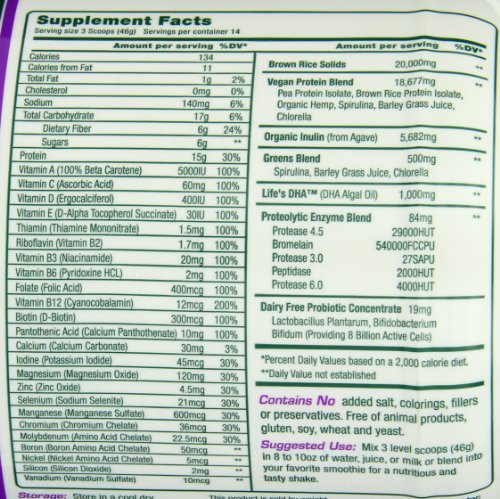 Supplement Facts
Serving size 3 Scoops (46g) Servings per container 14
Amount per serving %DV*
Calories 134
Calories from Fat 11
Total Fat 1g 2%
Cholesterol 0mg 0%
Sodium 140mg 6%
Total Carbohydrate 17g 6%
Dietary Fibeг 6g 24%
Sugars 6g **
Protein 15g 30%
Vitamin A (100% Beta Carotene) 5000IU 100%
Vitamin C (Ascorbic Acid) 60mg 100%
Vitamin D (Ergocalciferol) 400IU 100%
Vitamin E (D-Alpha Tocopherol Succinate) 30IU 100%
Thiamin (Thiamine Mononitrate) 1.5mg 100%
Riboflavin (Vitamin B2) 1.7mg 100%
Vitamin B3 (Niacinamide) 20mg 100%
Vitamin B6 (Pyridoxine HCL) 2mg 100%
Folate (Folic Acid) 400mcg 100%
Vitamin B12 (Cyanocobalamin) 12mcg 200%
Biotin (D-Biotin) 300mcg 100%
Pantothenic Acid (Calcium Panthothenate) 10mg 100%
Calcium (Calcium Carbonate) 30mg 3%
Iodine (Potassium Iodide) 45mcg 30%
Magnesium (Magnesium Oxide) 120mg 30%
Zinc (Zinc Oxide) 4.5mg 30%
Selenium (Sodium Selenite) 21mcg 30%
Manganese (Manganese Sulfate) 600mcg 30%
Chromium (Chromium Chelate) 36mcg 30%
Molybdenum (Amino Acid Chelate) 22.5mcg 30%
Boron (Boron Amino Acid Chelate) 50mcg **
Nickel (Nickel Amino Acid Chelate) 5mcg **
Silicon (Silicon Dioxide) 2mg **
Vanadium (Vanadium Sulfate) 10mcg **
Storage: Store in a cool dry
Amount per serving %DV*
Brown Rice Solids 20,000mg **
Vegan Protein Blend 18,677mg **
Pea Protein Isolate, Brown Rice Protein Isolate,
Organic Hemp, Spirulina, Barley Grass Juice,
Chlorella
Organic Inulin (from Agave) 5,682mg **
Greens Blend 500mg **
Spirulina, Barley Grass Juice, Chlorella
Life's DHA™ (DHA Algal Oil) 1,000mg **
Proteolytic Enzyme Blend 84mg **
Protease 4.5 29000HUT
Bromelain 540000FCCPU
Protease 3.0 27SAPU
Peptidase 2000HUT
Protease 6.0 4000HUT
Dairy Free Probiotic Concentrate 19mg
Lactobacillus Plantarum, Bifidobacterium
Bifidum (Providing 8 Billion Active Cells)
*Percent Daily Values based on a 2,000 calorie diet.
**Daily Value not established
Contains No added salt, colorings, fillers
or preservatives. Free of animal products,
gluten, soy, wheat and yeast.
Suggested Use: Mix 3 level scoops (46g)
in 8 to 10oz of water, juice, or milk or blend into
your favorite smoothie for a nutritious and
tasty shake.
This product is sold by weight